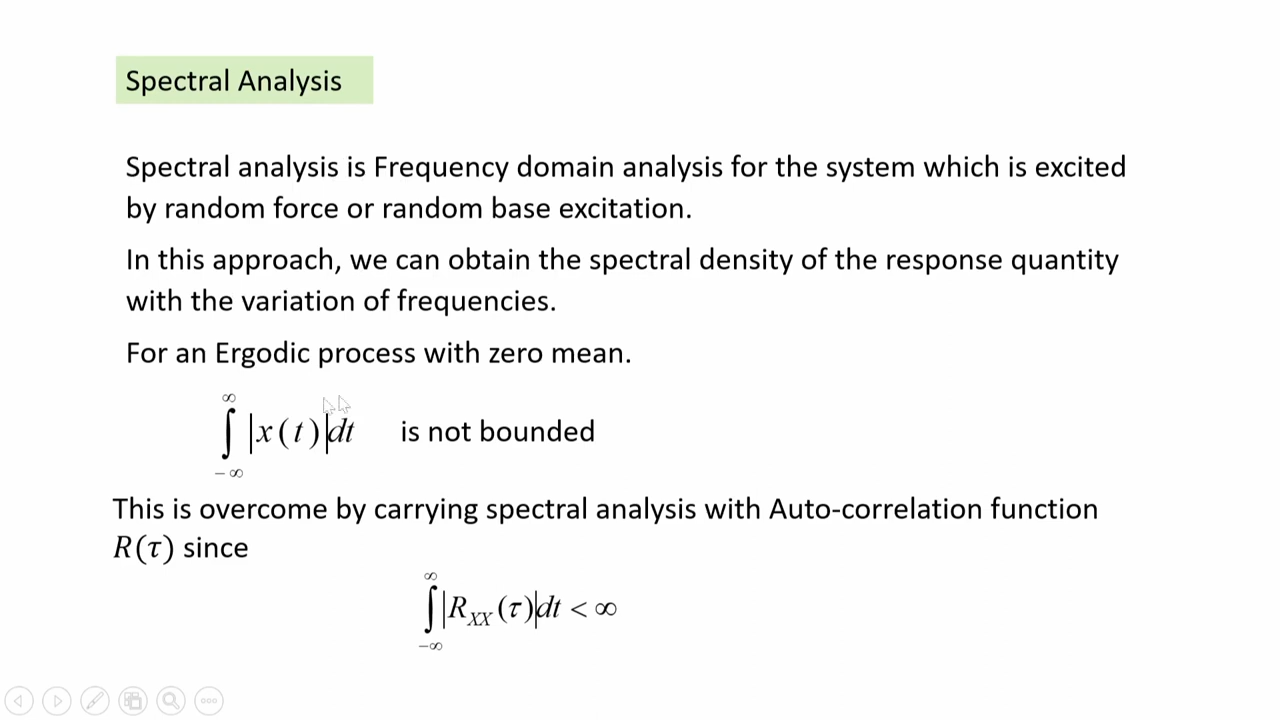 Spectral Analysis
Spectral analysis is Frequency domain analysis for the system which is excited
by random force or random base excitation.
In this approach, we can obtain the spectral density of the response quantity
with the variation of frequencies.
For an Ergodic process with zero mean.
∫_{-∞}^{∞} |x(t)|dt is not bounded
This is overcome by carrying spectral analysis with Auto-correlation function
R(τ) since
∫_{-∞}^{∞} |R_{XX}(τ)|dt < ∞